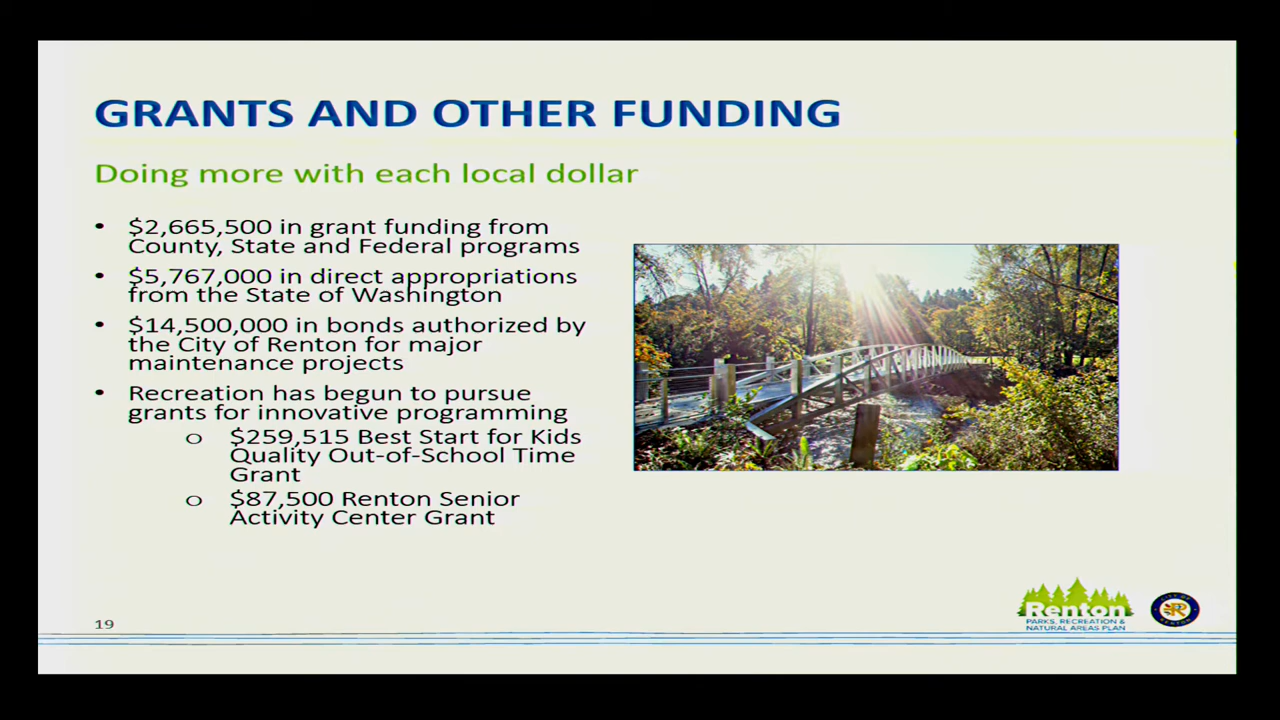 GRANTS AND OTHER FUNDING
Doing more with each local dollar
• $2,665,500 in grant funding from
County, State and Federal programs
• $5,767,000 in direct appropriations
from the State of Washington
• $14,500,000 in bonds authorized by
the City of Renton for major
maintenance projects
• Recreation has begun to pursue
grants for innovative programming
o $259,515 Best Start for Kids
Quality Out-of-School Time
Grant
o $87,500 Renton Senior
Activity Center Grant
19
Renton
PARKS, RECREATION &
NATURAL AREAS PLAN
CITY OF
R
RENTON